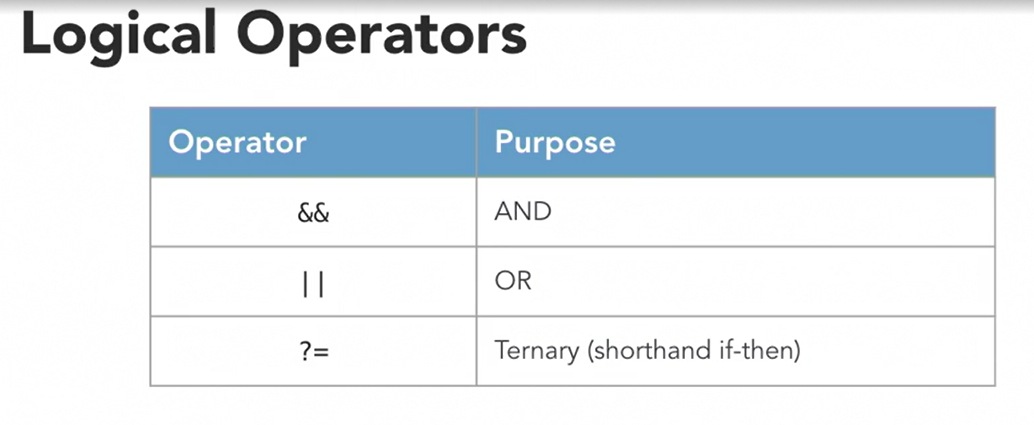 Logical Operators
Operator Purpose
&& AND
|| OR
?= Ternary (shorthand if-then)